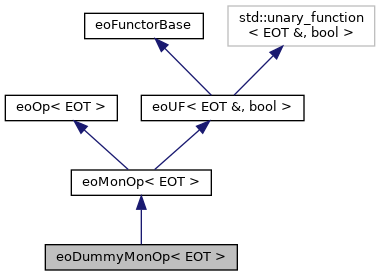 eoFunctorBase
std::unary_function
< EOT &, bool >
eoOp< EOT >
eoUF< EOT &, bool >
eoMonOp< EOT >
eoDummyMonOp< EOT >